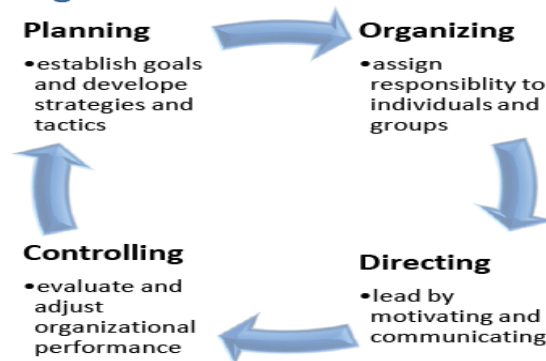 Planning
•establish goals
and develope
strategies and
tactics
Organizing
•assign
responsiblity to
individuals and
groups
Controlling
•evaluate and
adjust
organizational
performance
Directing
•lead by
motivating and
communicating